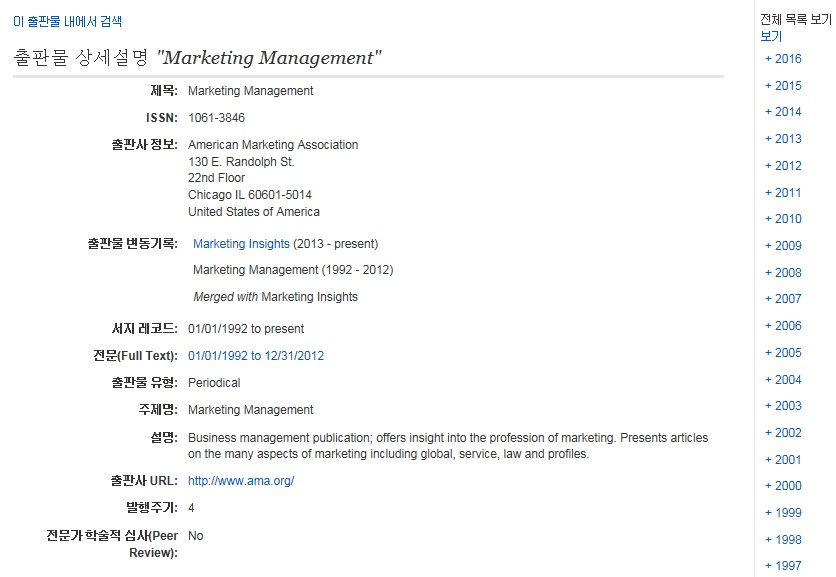 이 출판물 내에서 검색
출판물 상세설명 "Marketing Management"
제목: Marketing Management
ISSN: 1061-3846
출판사 정보: American Marketing Association
130 E. Randolph St.
22nd Floor
Chicago IL 60601-5014
United States of America
출판물 변동기록: Marketing Insights (2013 - present)
Marketing Management (1992 - 2012)
Merged with Marketing Insights
서지 레코드: 01/01/1992 to present
전문(Full Text): 01/01/1992 to 12/31/2012
출판물 유형: Periodical
주제명: Marketing Management
설명: Business management publication; offers insight into the profession of marketing. Presents articles
on the many aspects of marketing including global, service, law and profiles.
출판사 URL: http://www.ama.org/
발행주기: 4
전문가 학술적 심사(Peer No
Review):
전체 목록 보기
보기
+ 2016
+ 2015
+ 2014
+ 2013
+ 2012
+ 2011
+ 2010
+ 2009
+ 2008
+ 2007
+ 2006
+ 2005
+ 2004
+ 2003
+ 2002
+ 2001
+ 2000
+ 1999
+ 1998
+ 1997